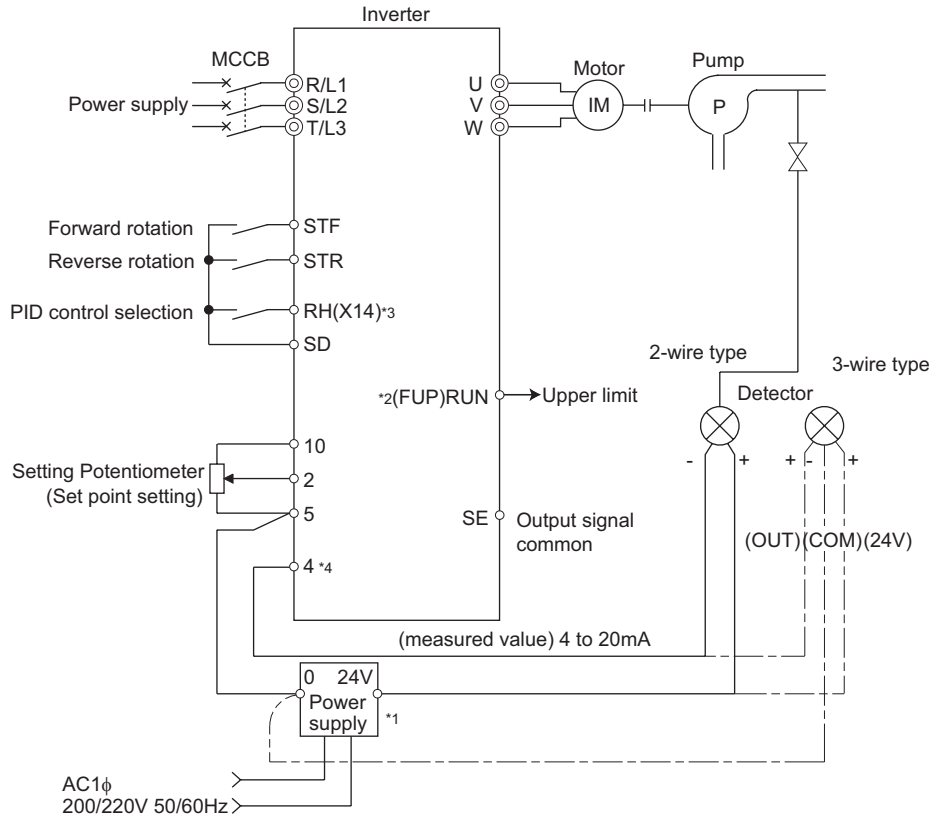 Inverter
MCCB
Power supply
R/L1
S/L2
T/L3
U
V
W
Motor
IM
Pump
P
Forward rotation
STF
Reverse rotation
STR
PID control selection
RH(X14)*3
SD
*2(FUP)RUN
Upper limit
2-wire type
3-wire type
Detector
- +
+ - +
10
Setting Potentiometer
(Set point setting)
2
5
SE
Output signal
common
(OUT)(COM)(24V)
4 *4
(measured value) 4 to 20mA
0 24V
Power
supply
*1
AC1ϕ
200/220V 50/60Hz